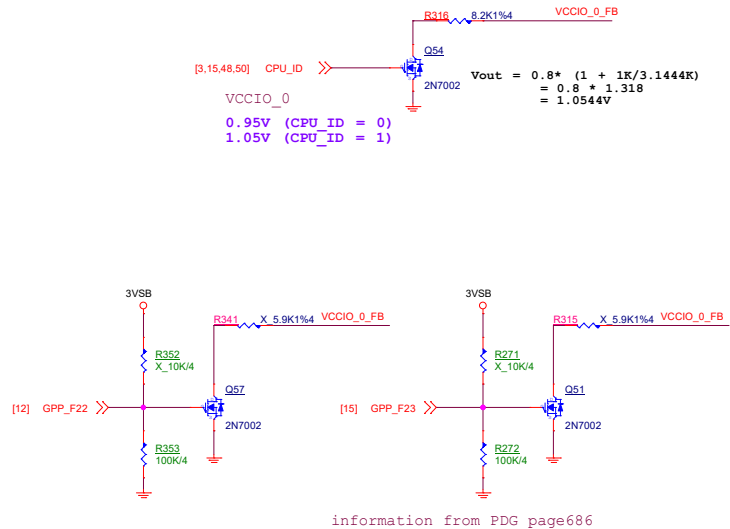 R316 8.2K1%4 VCCIO_0_FB
Q54
[3,15,48,50] CPU_ID
2N7002
Vout = 0.8* (1 + 1K/3.1444K)
= 0.8 * 1.318
= 1.0544V
VCCIO_0
0.95V (CPU_ID = 0)
1.05V (CPU_ID = 1)
3VSB
R341 X_5.9K1%4 VCCIO_0_FB
R352
X_10K/4
Q57
[12] GPP_F22
2N7002
R353
100K/4
3VSB
R315 X_5.9K1%4 VCCIO_0_FB
R271
X_10K/4
Q51
[15] GPP_F23
2N7002
R272
100K/4
information from PDG page686